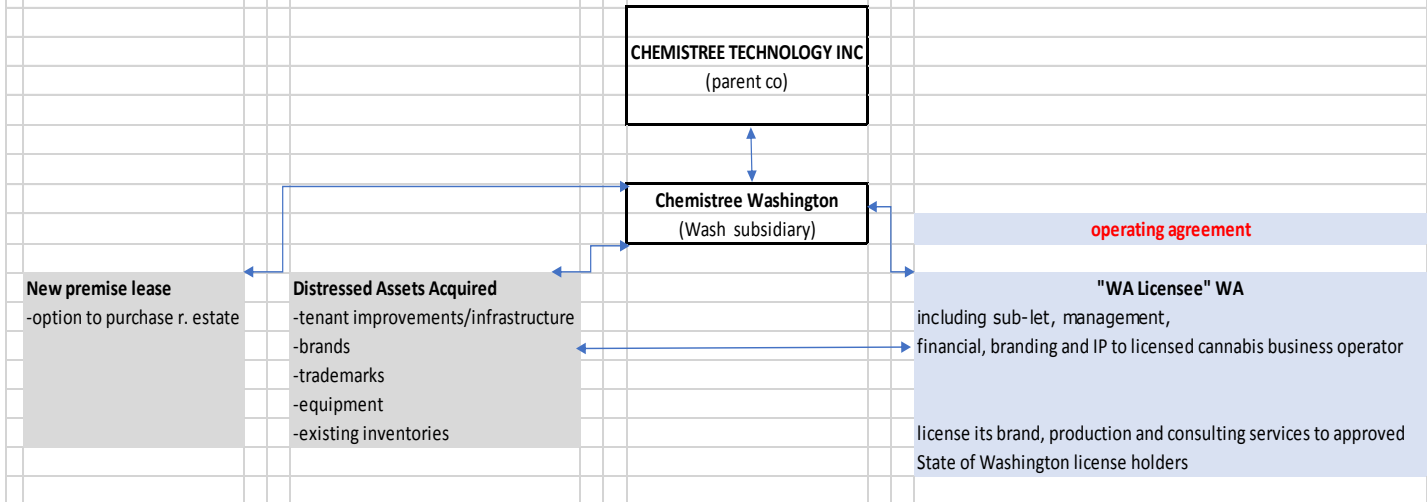 CHEMISTREE TECHNOLOGY INC
(parent co)
Chemistree Washington
(Wash subsidiary)
operating agreement
New premise lease
-option to purchase r. estate
Distressed Assets Acquired
-tenant improvements/infrastructure
-brands
-trademarks
-equipment
-existing inventories
"WA Licensee" WA
including sub-let, management,
financial, branding and IP to licensed cannabis business operator
license its brand, production and consulting services to approved
State of Washington license holders